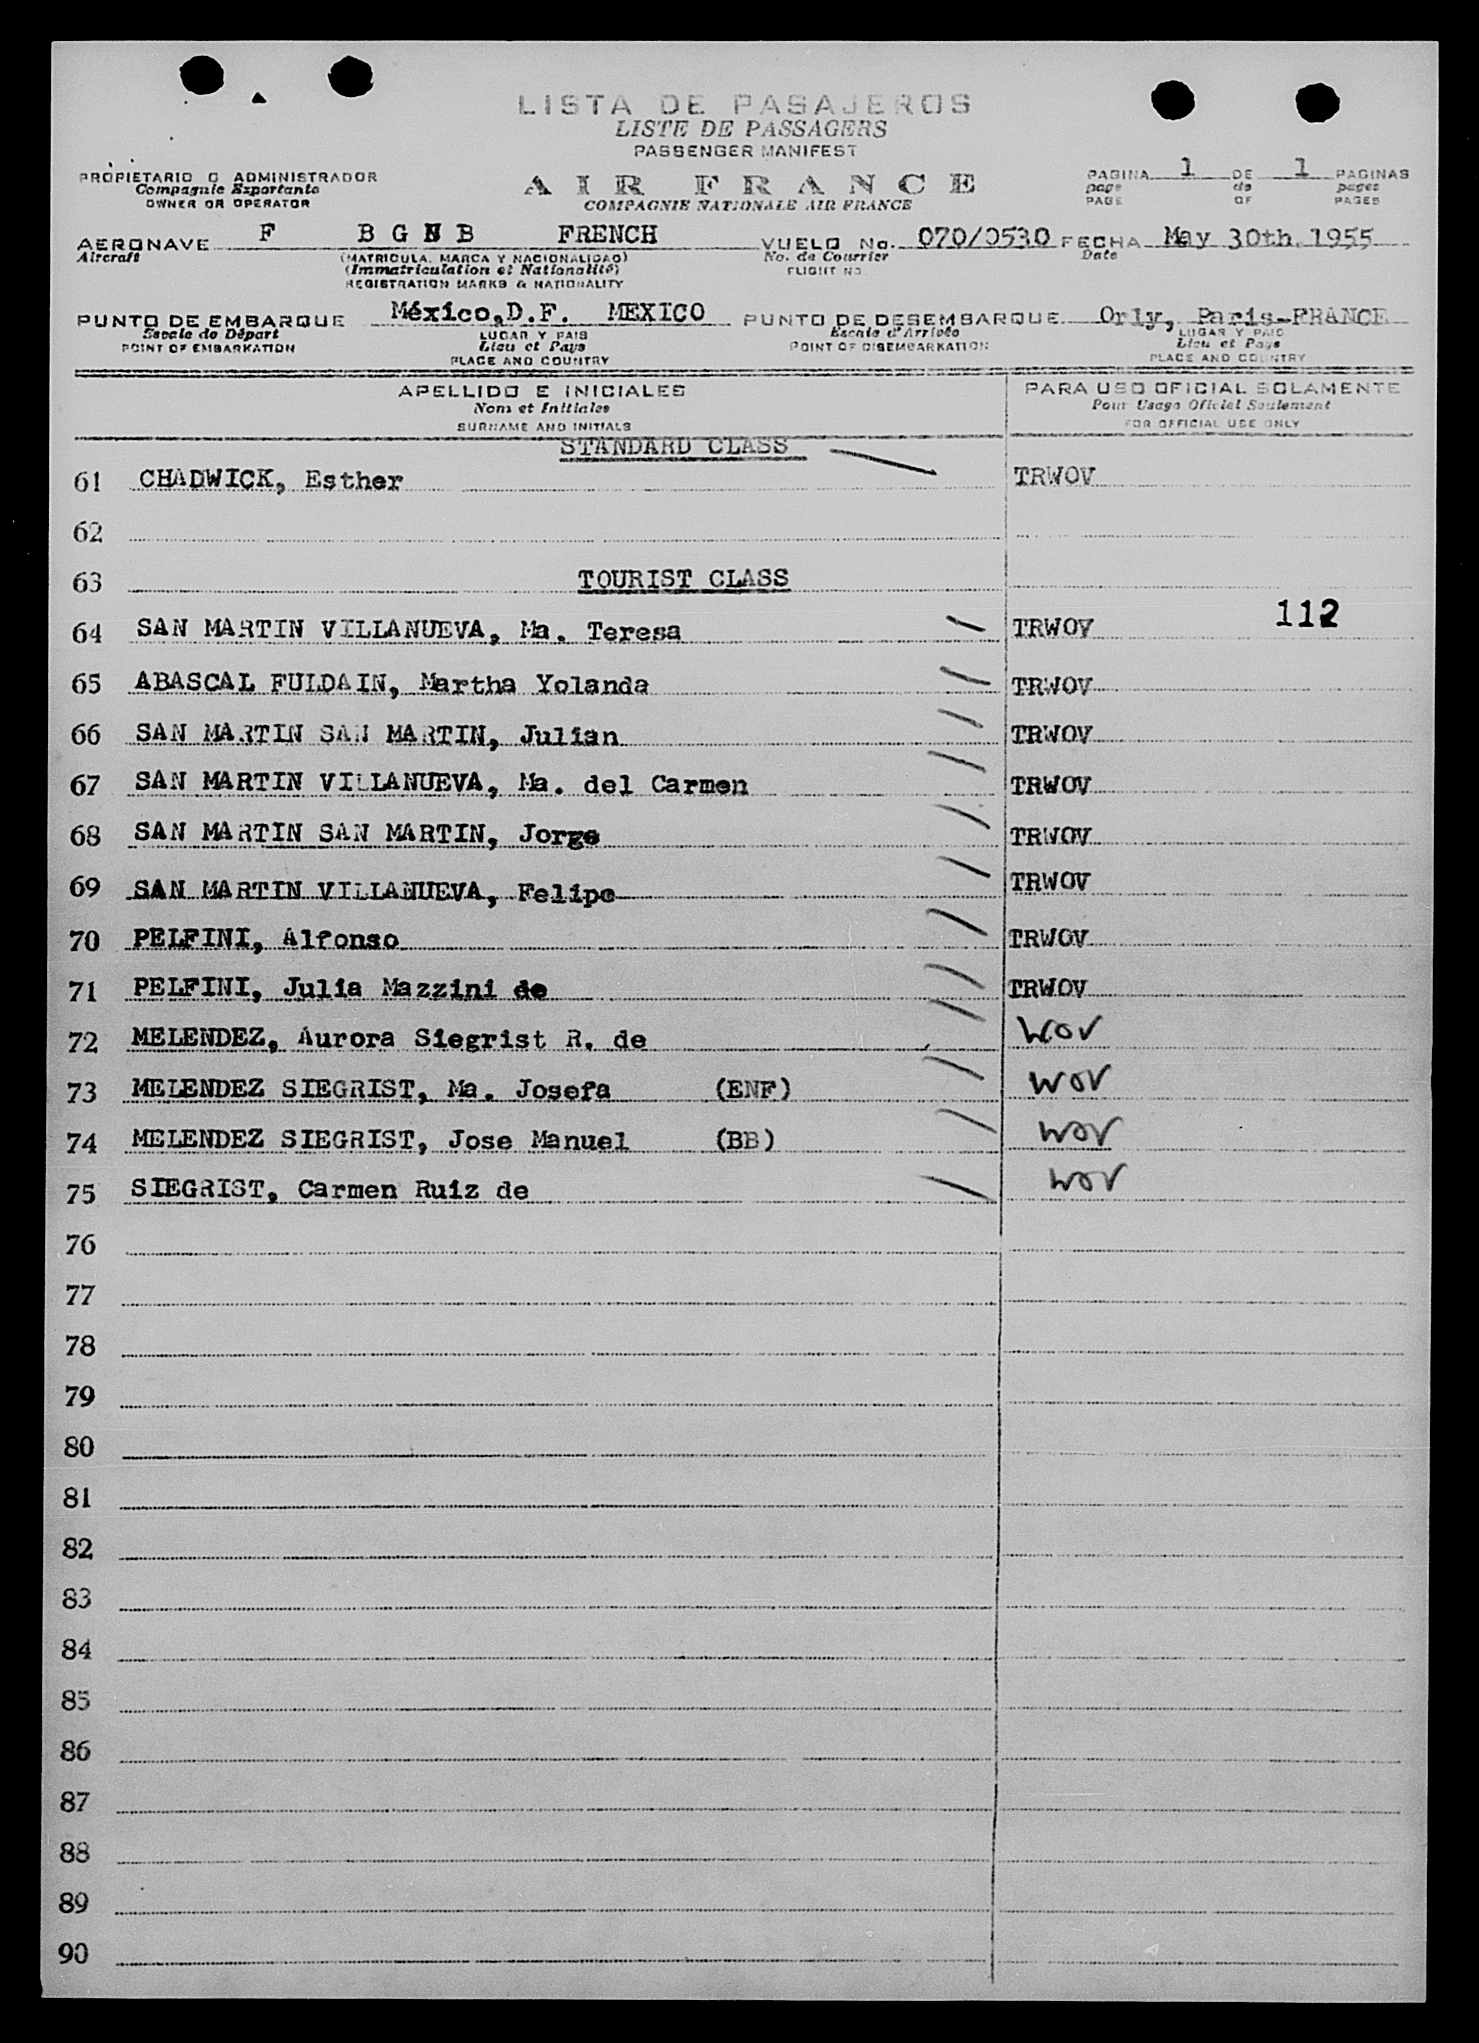 LISTA DE PASAJEROS
LISTE DE PASSAGERS
PASSENGER MANIFEST
PROPIETARIO O ADMINISTRADOR
Compagnie Exportante
OWNER OR OPERATOR
AIR FRANCE
COMPAGNIE NATIONALE AIR FRANCE
PAGINA 1 DE 1 PAGINAS
page de pages
PAGE OF PAGES
AERONAVE F BGNB FRENCH VUELO No. 070/0530 FECHA May 30th. 1955
Aircraft (MATRICULA, MARCA Y NACIONALIDAD) No. de Courrier Date
(Immatriculation et Nationalité) FLIGHT NO.
REGISTRATION MARKS & NATIONALITY
PUNTO DE EMBARQUE México,D.F. MEXICO PUNTO DE DESEMBARQUE Orly, Paris-FRANCE
Escale de Départ LUGAR Y PAIS Escale d'Arrivée LUGAR Y PAIS
POINT OF EMBARKATION Lieu et Pays POINT OF DISEMBARKATION Lieu et Pays
PLACE AND COUNTRY PLACE AND COUNTRY
APELLIDO E INICIALES PARA USO OFICIAL SOLAMENTE
Nom et Initiales Pour Usage Officiel Seulement
SURNAME AND INITIALS FOR OFFICIAL USE ONLY
STANDARD CLASS
61 CHADWICK, Esther TRWOV
62
63 TOURIST CLASS
64 SAN MARTIN VILLANUEVA, Ma. Teresa TRWOV 112
65 ABASCAL FULDAIN, Martha Yolanda TRWOV
66 SAN MARTIN SAN MARTIN, Julian TRWOV
67 SAN MARTIN VILLANUEVA, Ma. del Carmen TRWOV
68 SAN MARTIN SAN MARTIN, Jorge TRWOV
69 SAN MARTIN VILLANUEVA, Felipe TRWOV
70 PELFINI, Alfonso TRWOV
71 PELFINI, Julia Mazzini de TRWOV
72 MELENDEZ, Aurora Siegrist R. de WOV
73 MELENDEZ SIEGRIST, Ma. Josefa (ENF) WOV
74 MELENDEZ SIEGRIST, Jose Manuel (BB) WOV
75 SIEGRIST, Carmen Ruiz de WOV
76
77
78
79
80
81
82
83
84
85
86
87
88
89
90